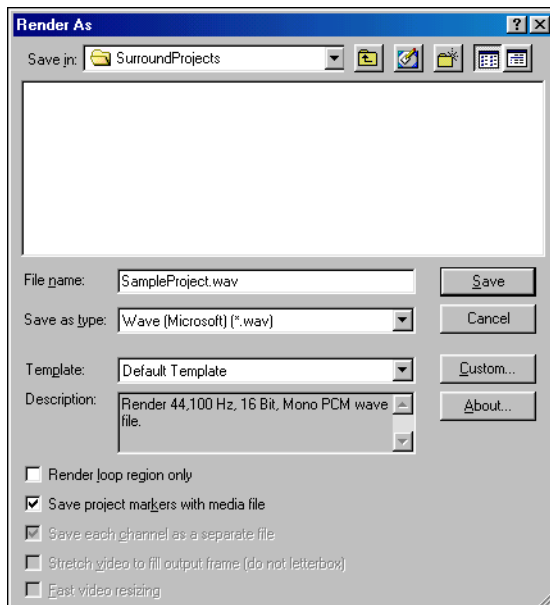 Render As
Save in: SurroundProjects
File name: SampleProject.wav Save
Save as type: Wave (Microsoft) (*.wav) Cancel
Template: Default Template Custom...
Description: Render 44,100 Hz, 16 Bit, Mono PCM wave file. About...
Render loop region only
Save project markers with media file
Save each channel as a separate file
Stretch video to fill output frame (do not letterbox)
Fast video resizing